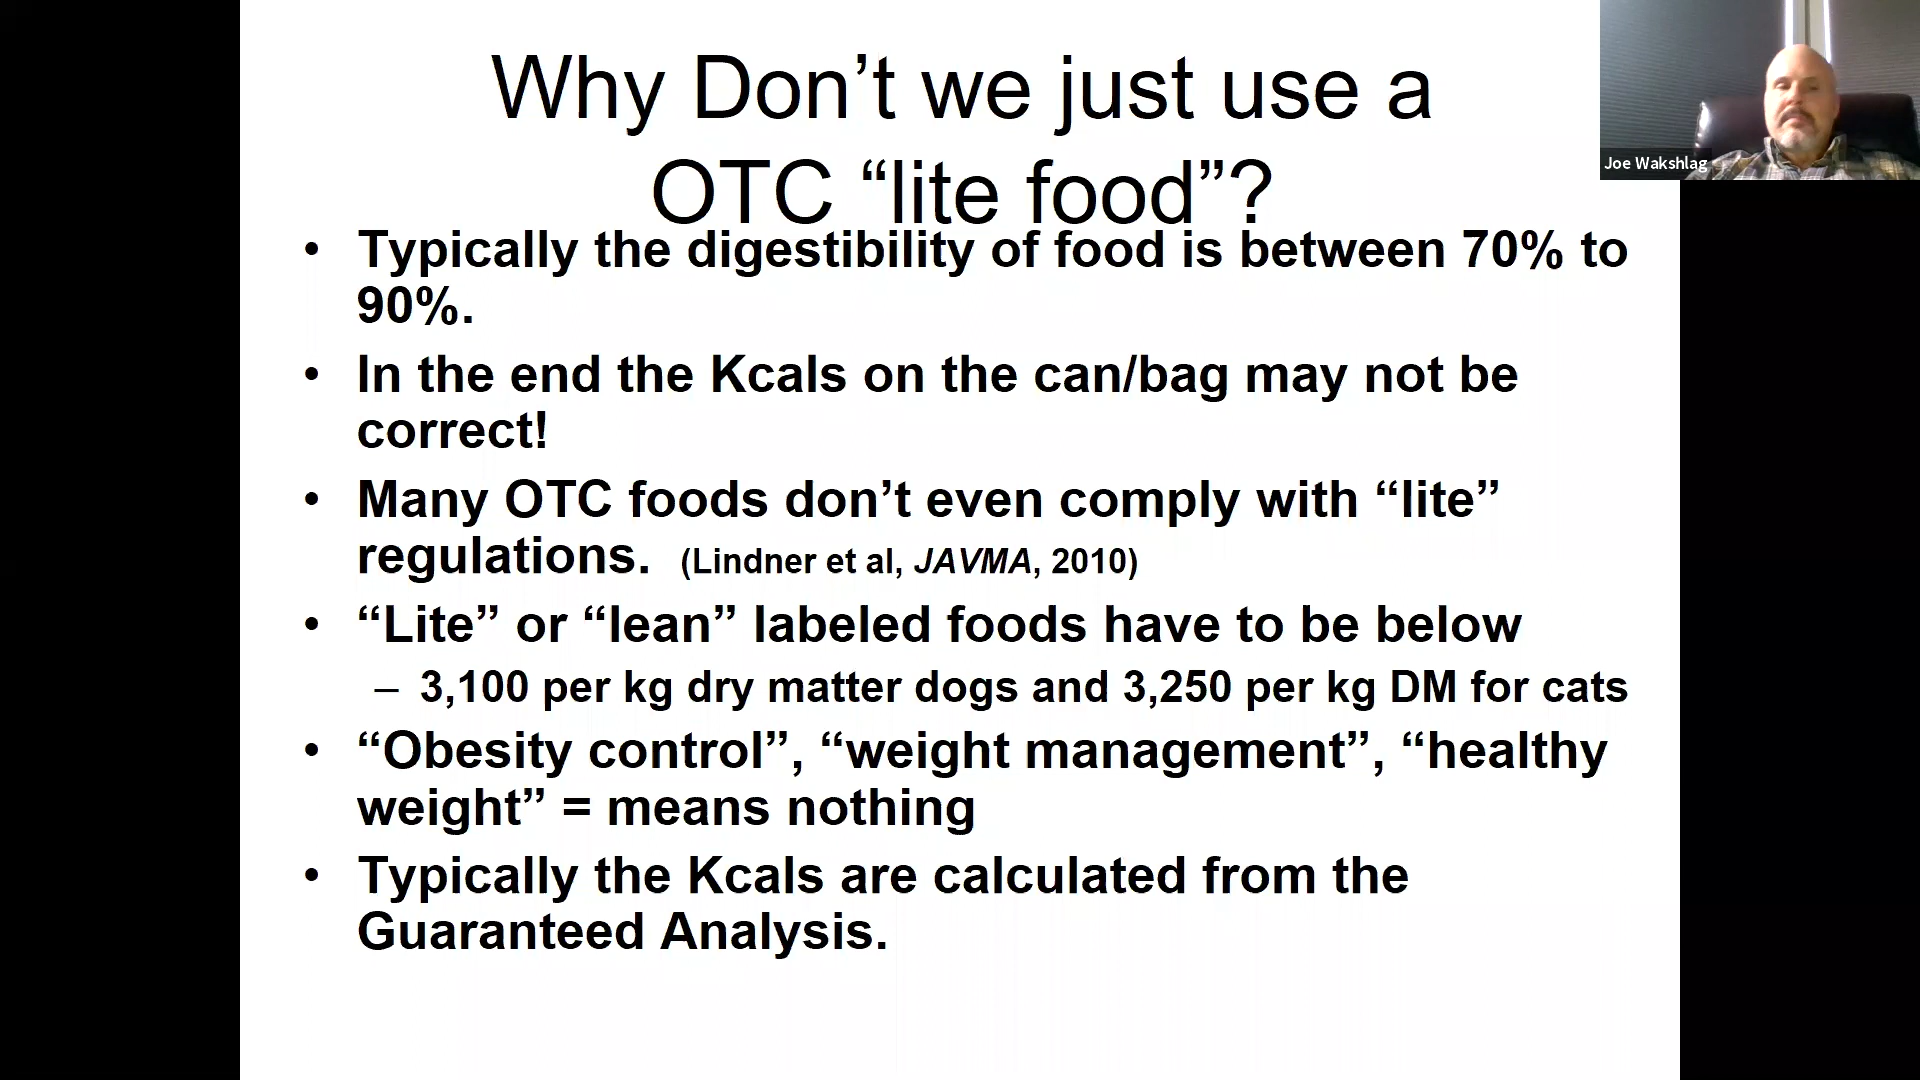 Why Don’t we just use a
OTC “lite food”?
Joe Wakshlag
• Typically the digestibility of food is between 70% to
90%.
• In the end the Kcals on the can/bag may not be
correct!
• Many OTC foods don’t even comply with “lite”
regulations. (Lindner et al, JAVMA, 2010)
• “Lite” or “lean” labeled foods have to be below
– 3,100 per kg dry matter dogs and 3,250 per kg DM for cats
• “Obesity control”, “weight management”, “healthy
weight” = means nothing
• Typically the Kcals are calculated from the
Guaranteed Analysis.